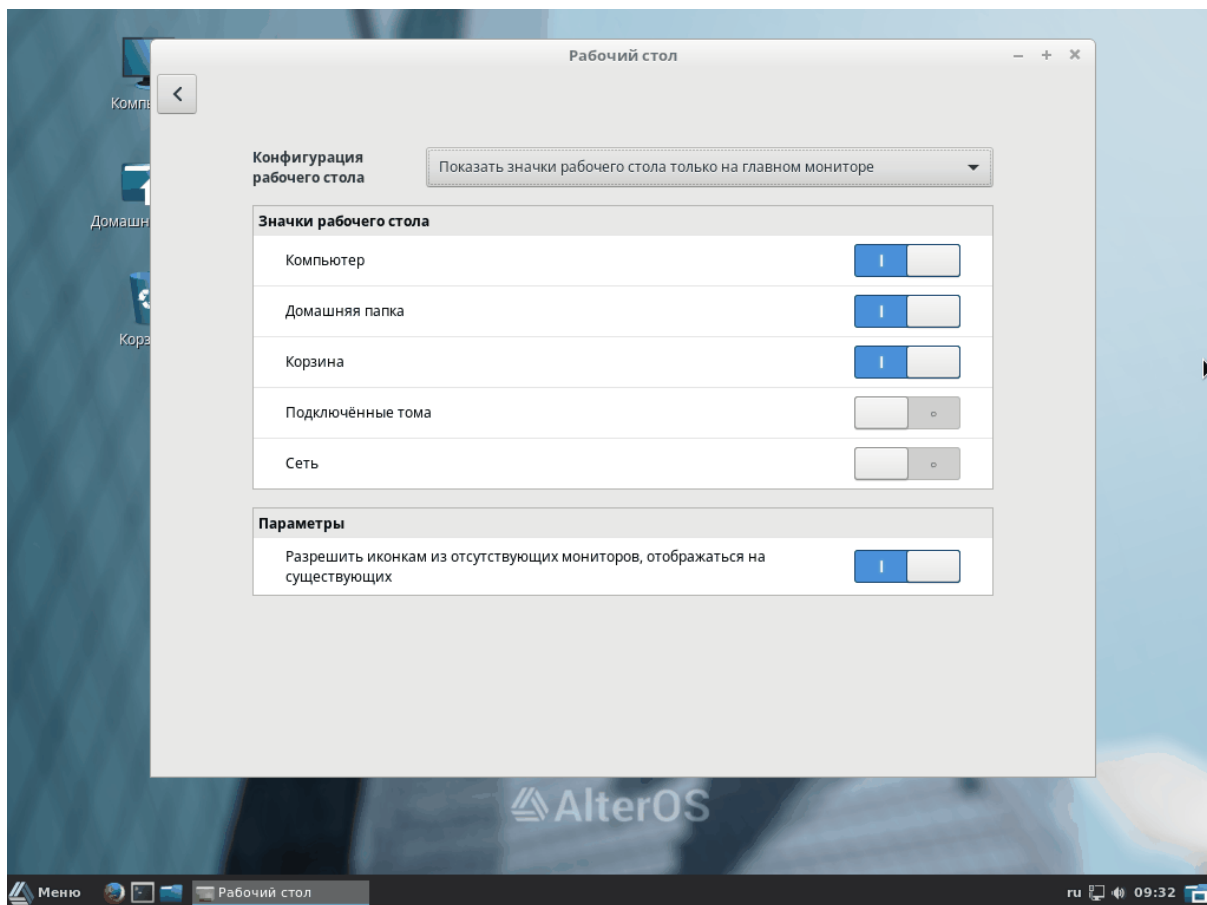 Рабочий стол
Конфигурация
рабочего стола
Показать значки рабочего стола только на главном мониторе
Значки рабочего стола
Компьютер
Домашняя папка
Корзина
Подключённые тома
Сеть
Параметры
Разрешить иконкам из отсутствующих мониторов, отображаться на
существующих
AlterOS
Меню
Рабочий стол
ru
09:32